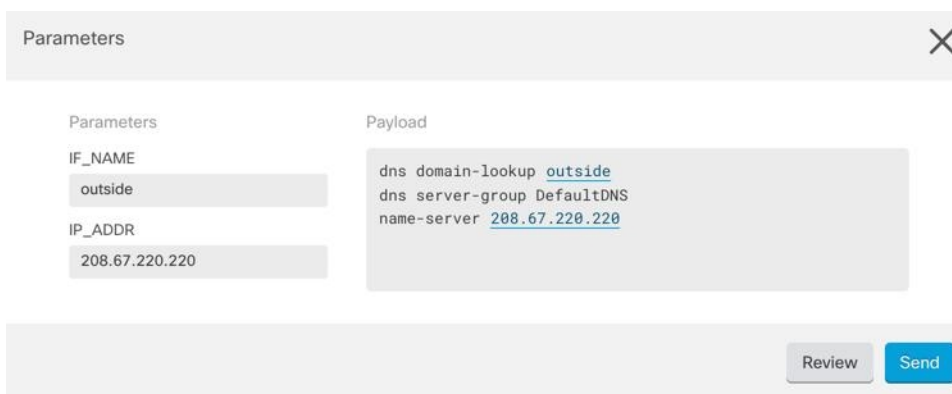 Parameters
Parameters
IF_NAME
outside
IP_ADDR
208.67.220.220
Payload
dns domain-lookup outside
dns server-group DefaultDNS
name-server 208.67.220.220
Review
Send